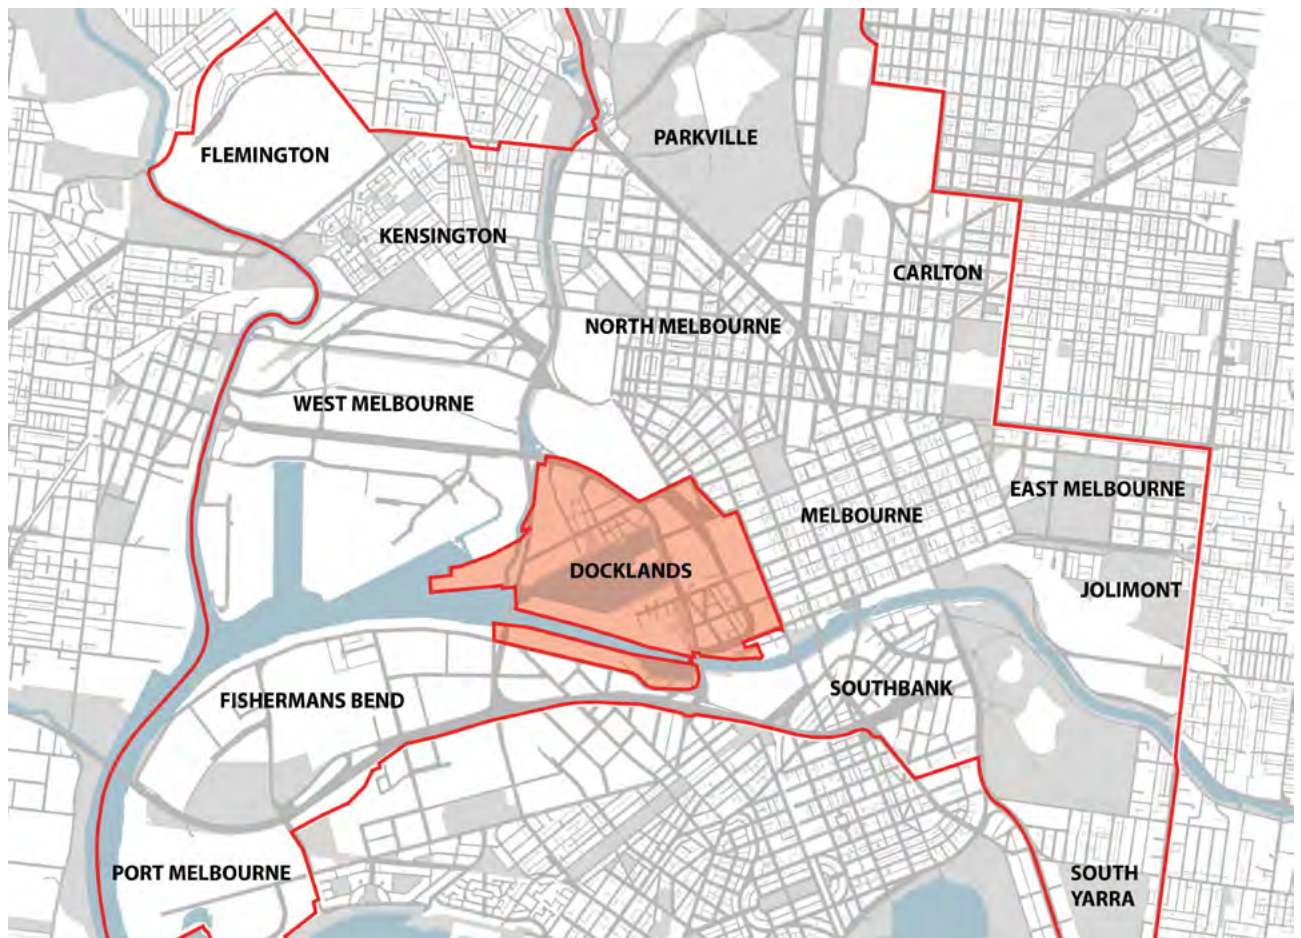 PARKVILLE
FLEMINGTON
KENSINGTON
CARLTON
NORTH MELBOURNE
WEST MELBOURNE
EAST MELBOURNE
MELBOURNE
DOCKLANDS
JOLIMONT
SOUTHBANK
FISHERMANS BEND
PORT MELBOURNE
SOUTH
YARRA